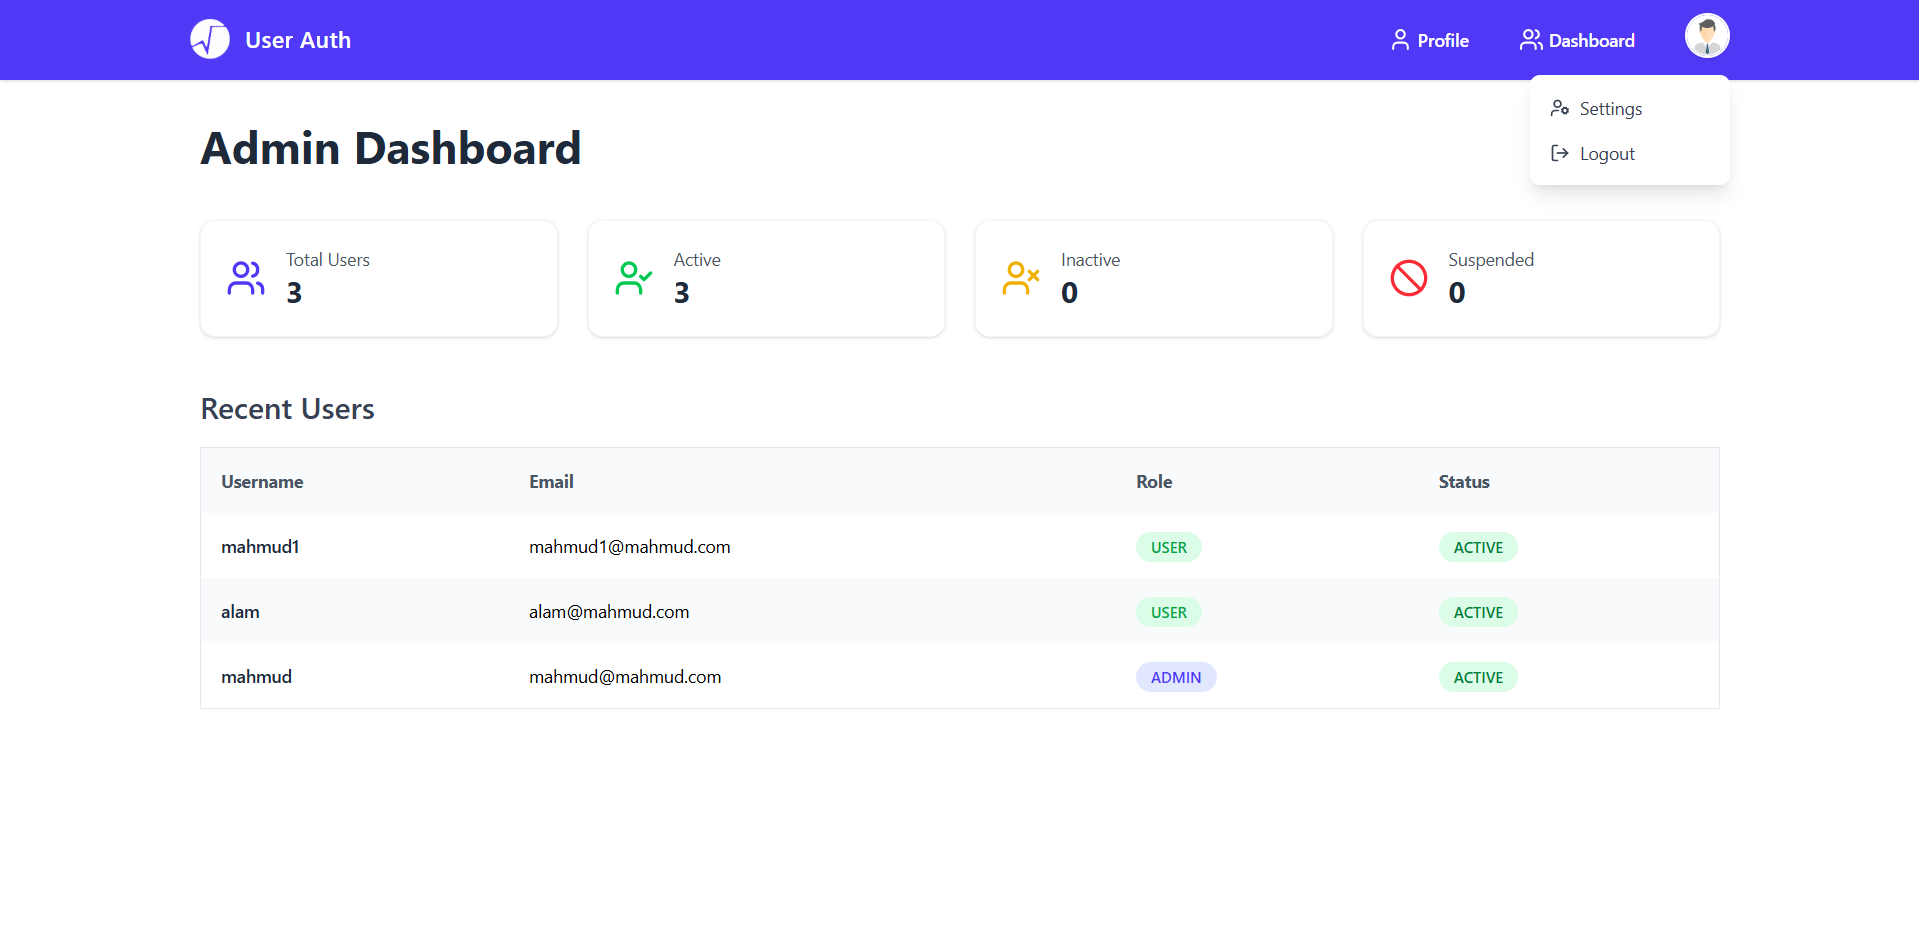 User Auth
Profile
Dashboard
Settings
Logout
Admin Dashboard
Total Users
3
Active
3
Inactive
0
Suspended
0
Recent Users
Username Email Role Status
mahmud1 mahmud1@mahmud.com USER ACTIVE
alam alam@mahmud.com USER ACTIVE
mahmud mahmud@mahmud.com ADMIN ACTIVE